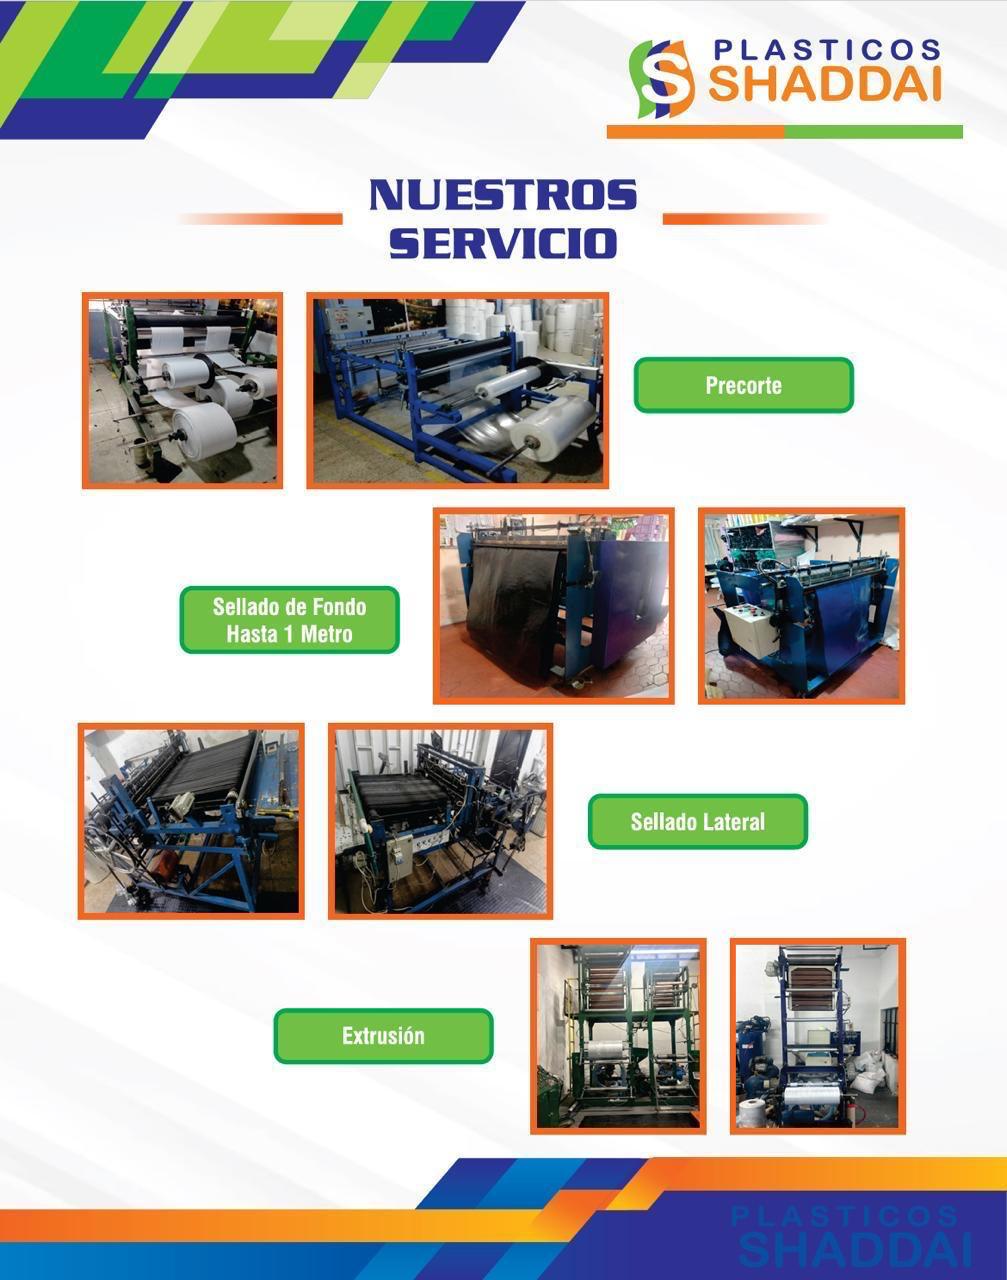 PLASTICOS
SHADDAI
NUESTROS
SERVICIO
Precorte
Sellado de Fondo
Hasta 1 Metro
Sellado Lateral
Extrusión
PLASTICOS
SHADDAI